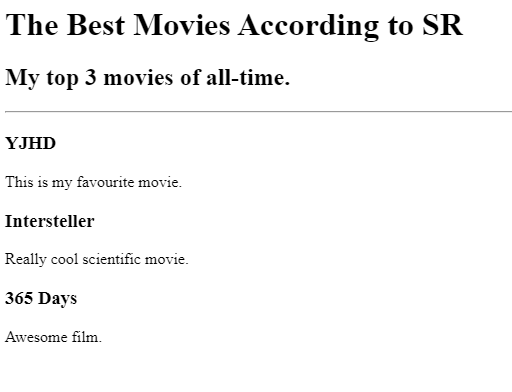 The Best Movies According to SR
My top 3 movies of all-time.
YJHD
This is my favourite movie.
Intersteller
Really cool scientific movie.
365 Days
Awesome film.